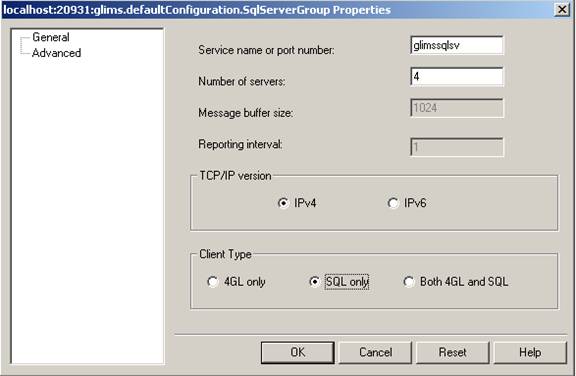 localhost:20931:glims.defaultConfiguration.SqlServerGroup Properties
General
Advanced
Service name or port number: glimssqlsv
Number of servers: 4
Message buffer size: 1024
Reporting interval: 1
TCP/IP version
IPv4 IPv6
Client Type
4GL only SQL only Both 4GL and SQL
OK Cancel Reset Help